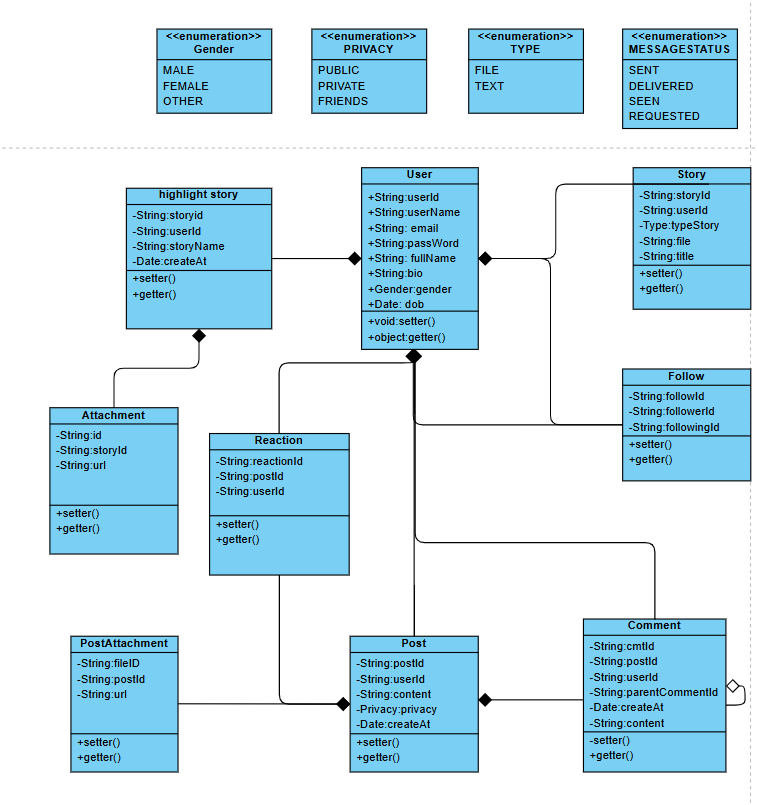 <<enumeration>>
Gender
MALE
FEMALE
OTHER
<<enumeration>>
PRIVACY
PUBLIC
PRIVATE
FRIENDS
<<enumeration>>
TYPE
FILE
TEXT
<<enumeration>>
MESSAGESTATUS
SENT
DELIVERED
SEEN
REQUESTED
highlight story
-String:storyid
-String:userId
-String:storyName
-Date:createAt
+setter()
+getter()
User
+String:userId
+String:userName
+String: email
+String:passWord
+String: fullName
+String:bio
+Gender:gender
+Date: dob
+void:setter()
+object:getter()
Story
-String:storyId
-String:userId
-Type:typeStory
-String:file
-String:title
+setter()
+getter()
Follow
-String:followId
-String:followerId
-String:followingId
+setter()
+getter()
Attachment
-String:id
-String:storyId
-String:url
+setter()
+getter()
Reaction
-String:reactionId
-String:postId
-String:userId
+setter()
+getter()
PostAttachment
-String:fileID
-String:postId
-String:url
+setter()
+getter()
Post
-String:postId
-String:userId
-String:content
-Privacy:privacy
-Date:createAt
+setter()
+getter()
Comment
-String:cmtId
-String:postId
-String:userId
-String:parentCommentId
-Date:createAt
-String:content
-setter()
+getter()